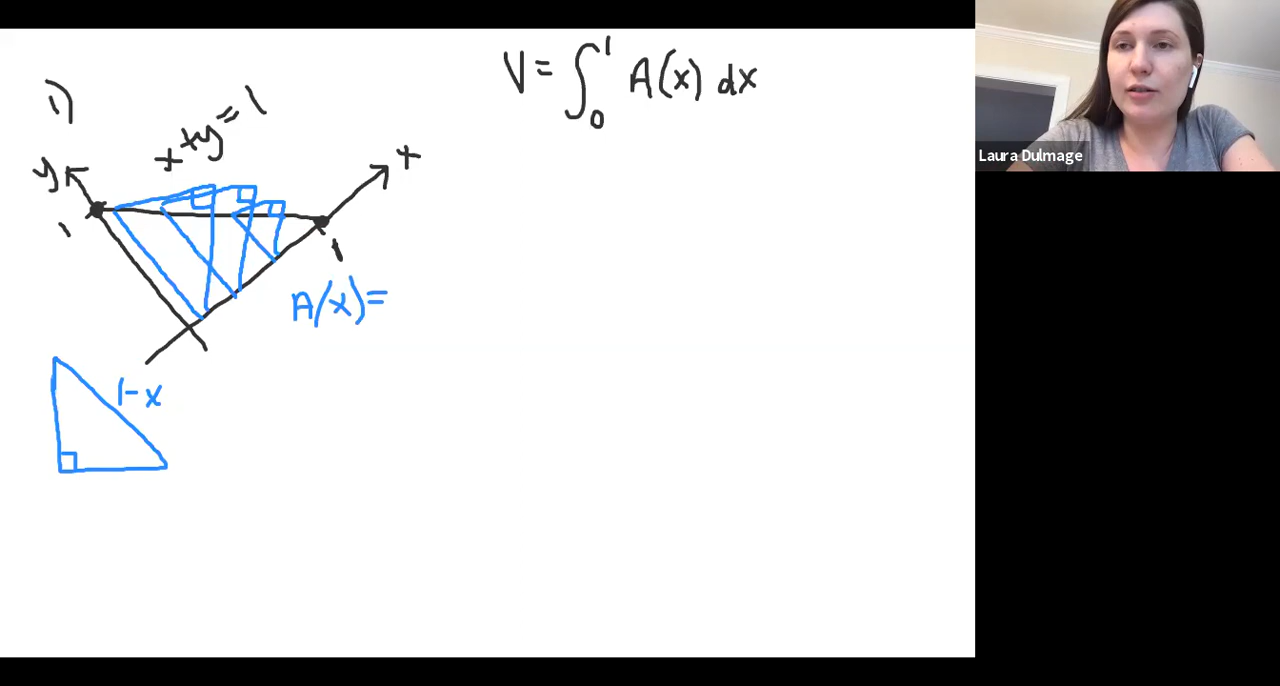 1)
x+y=1
y
x
1
1
A(x)=
1-x
V= ∫₀¹ A(x) dx
Laura Dulmage